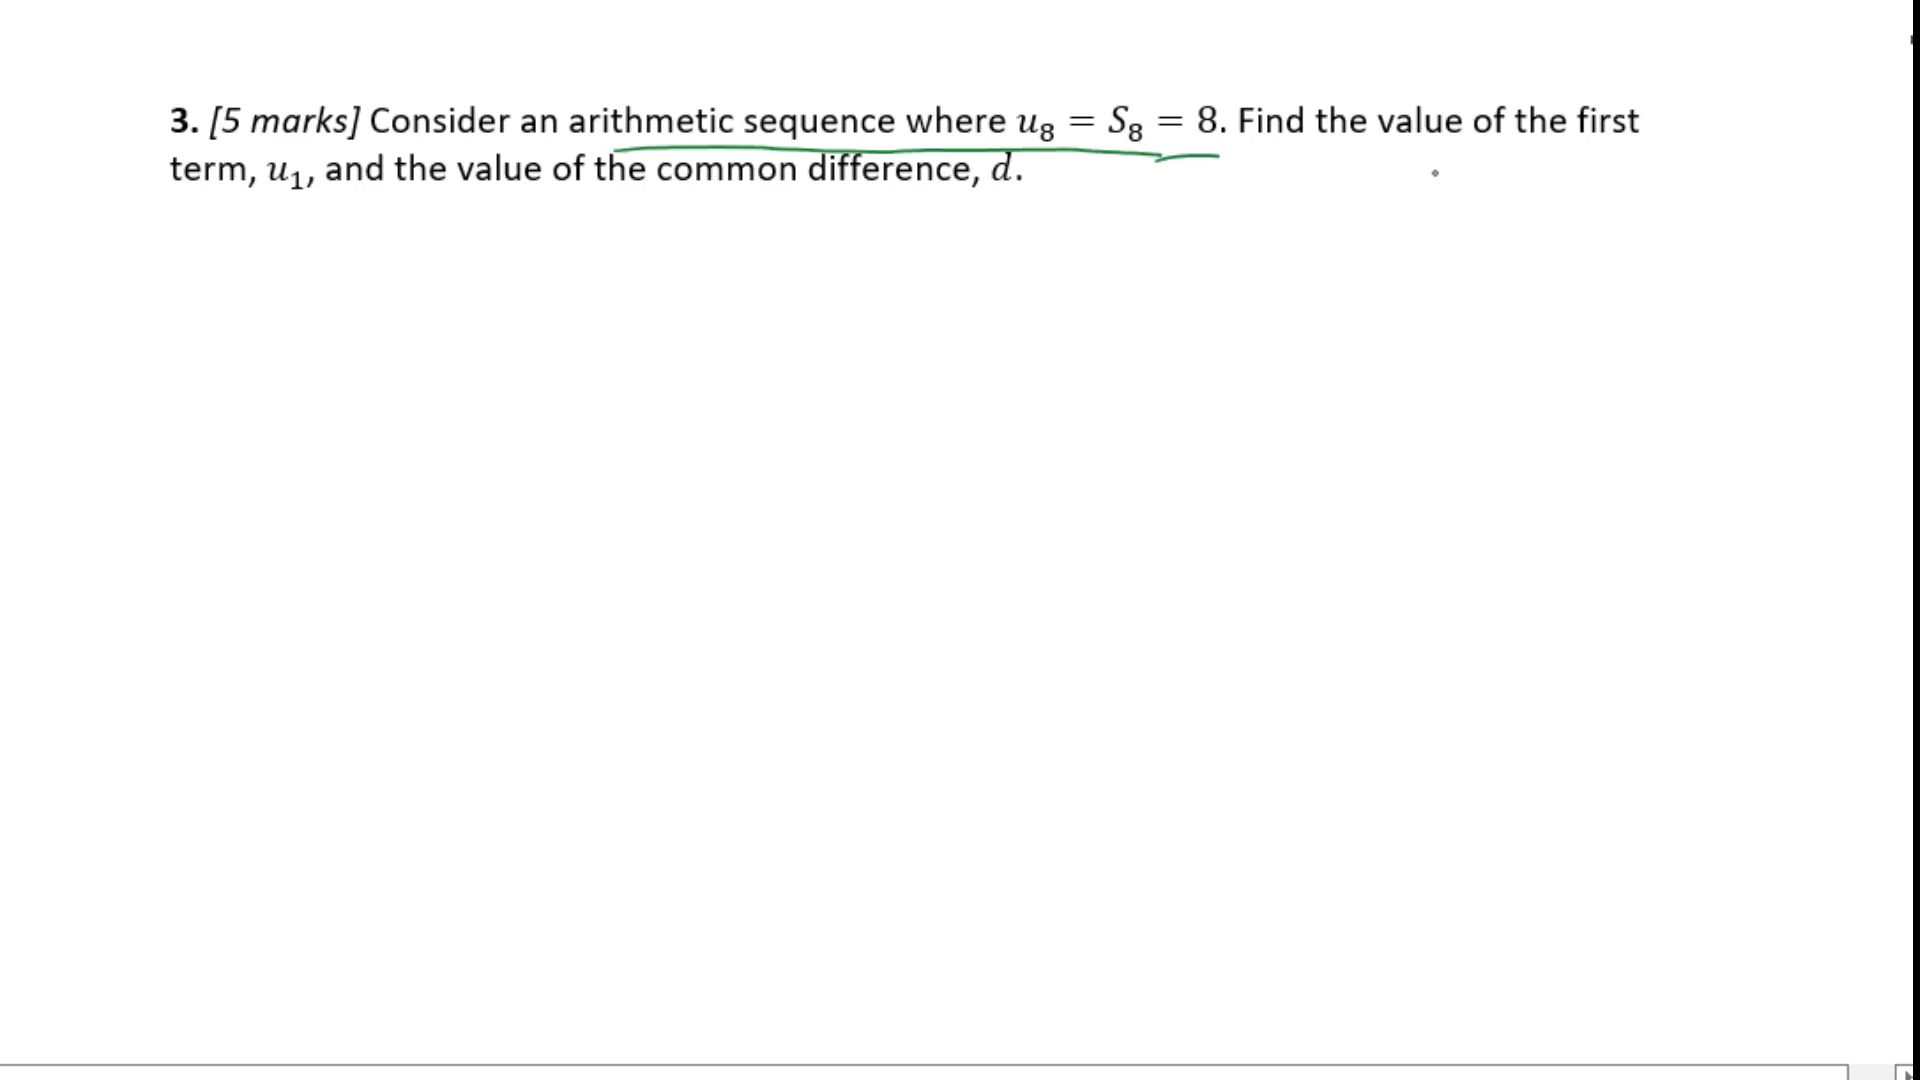 3. [5 marks] Consider an arithmetic sequence where u₈ = S₈ = 8. Find the value of the first
term, u₁, and the value of the common difference, d.